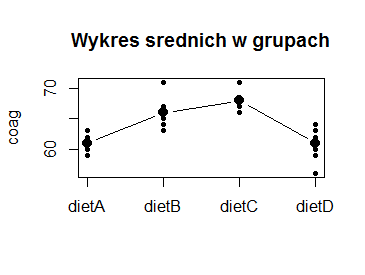 Wykres srednich w grupach
70
60
coag
dietA dietB dietC dietD